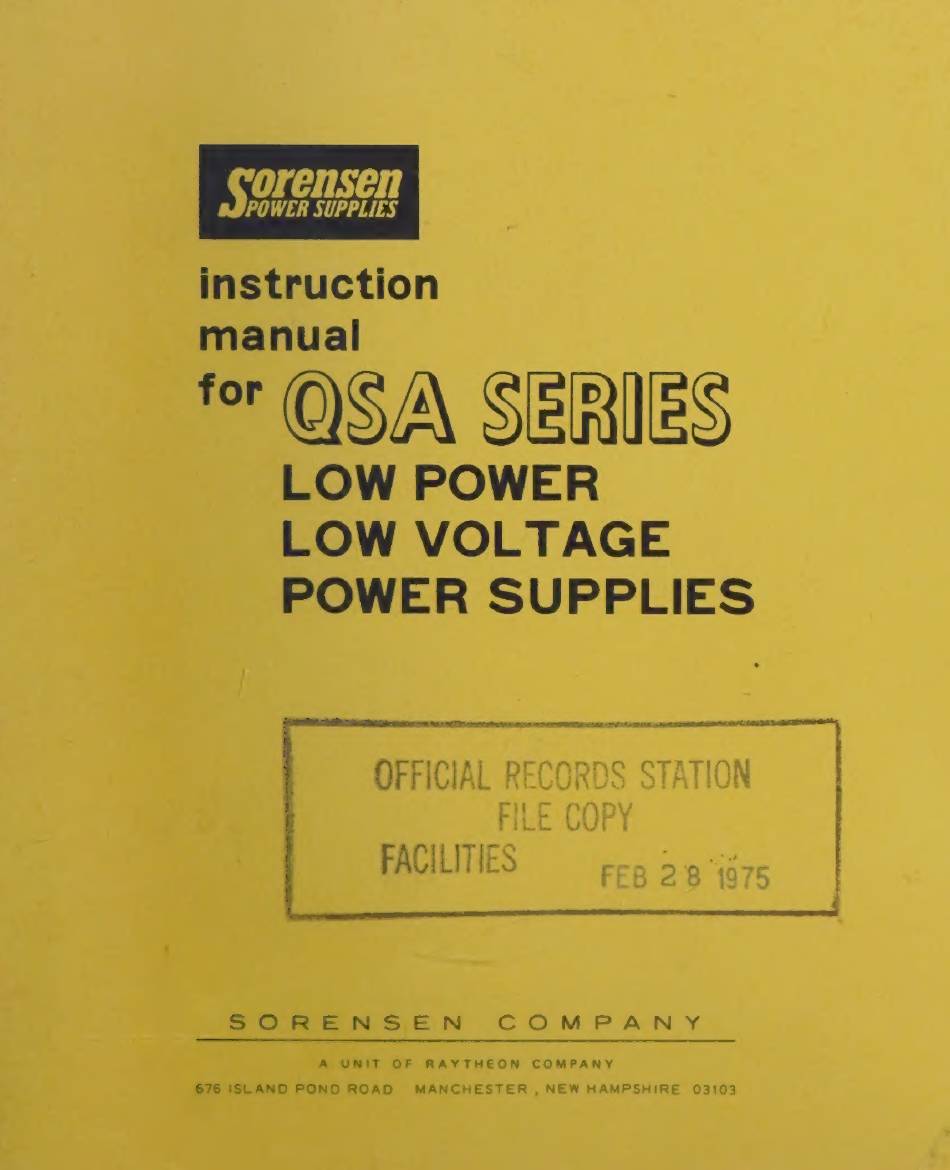 Sorensen
POWER SUPPLIES
instruction
manual
for QSA SERIES
LOW POWER
LOW VOLTAGE
POWER SUPPLIES
OFFICIAL RECORDS STATION
FILE COPY
FACILITIES
FEB 28 1975
SORENSEN COMPANY
A UNIT OF RAYTHEON COMPANY
676 ISLAND POND ROAD MANCHESTER, NEW HAMPSHIRE 03103